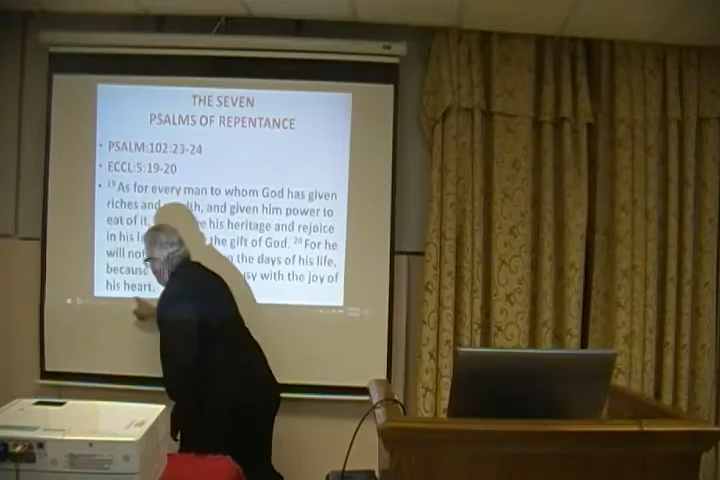 THE SEVEN
PSALMS OF REPENTANCE
• PSALM:102:23-24
• ECCL:5:19-20
• 19 As for every man to whom God has given
riches and wealth, and given him power to
eat of it, his heritage and rejoice
in his the gift of God. 20 For he
will not the days of his life,
because with the joy of
his heart.